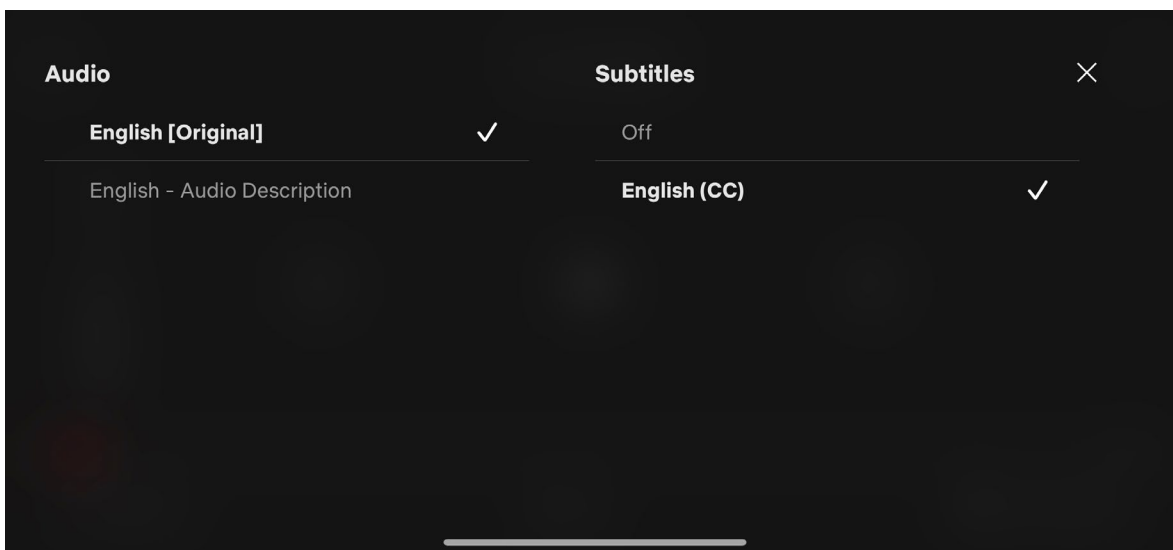 Audio
English [Original]
English - Audio Description
Subtitles
Off
English (CC)